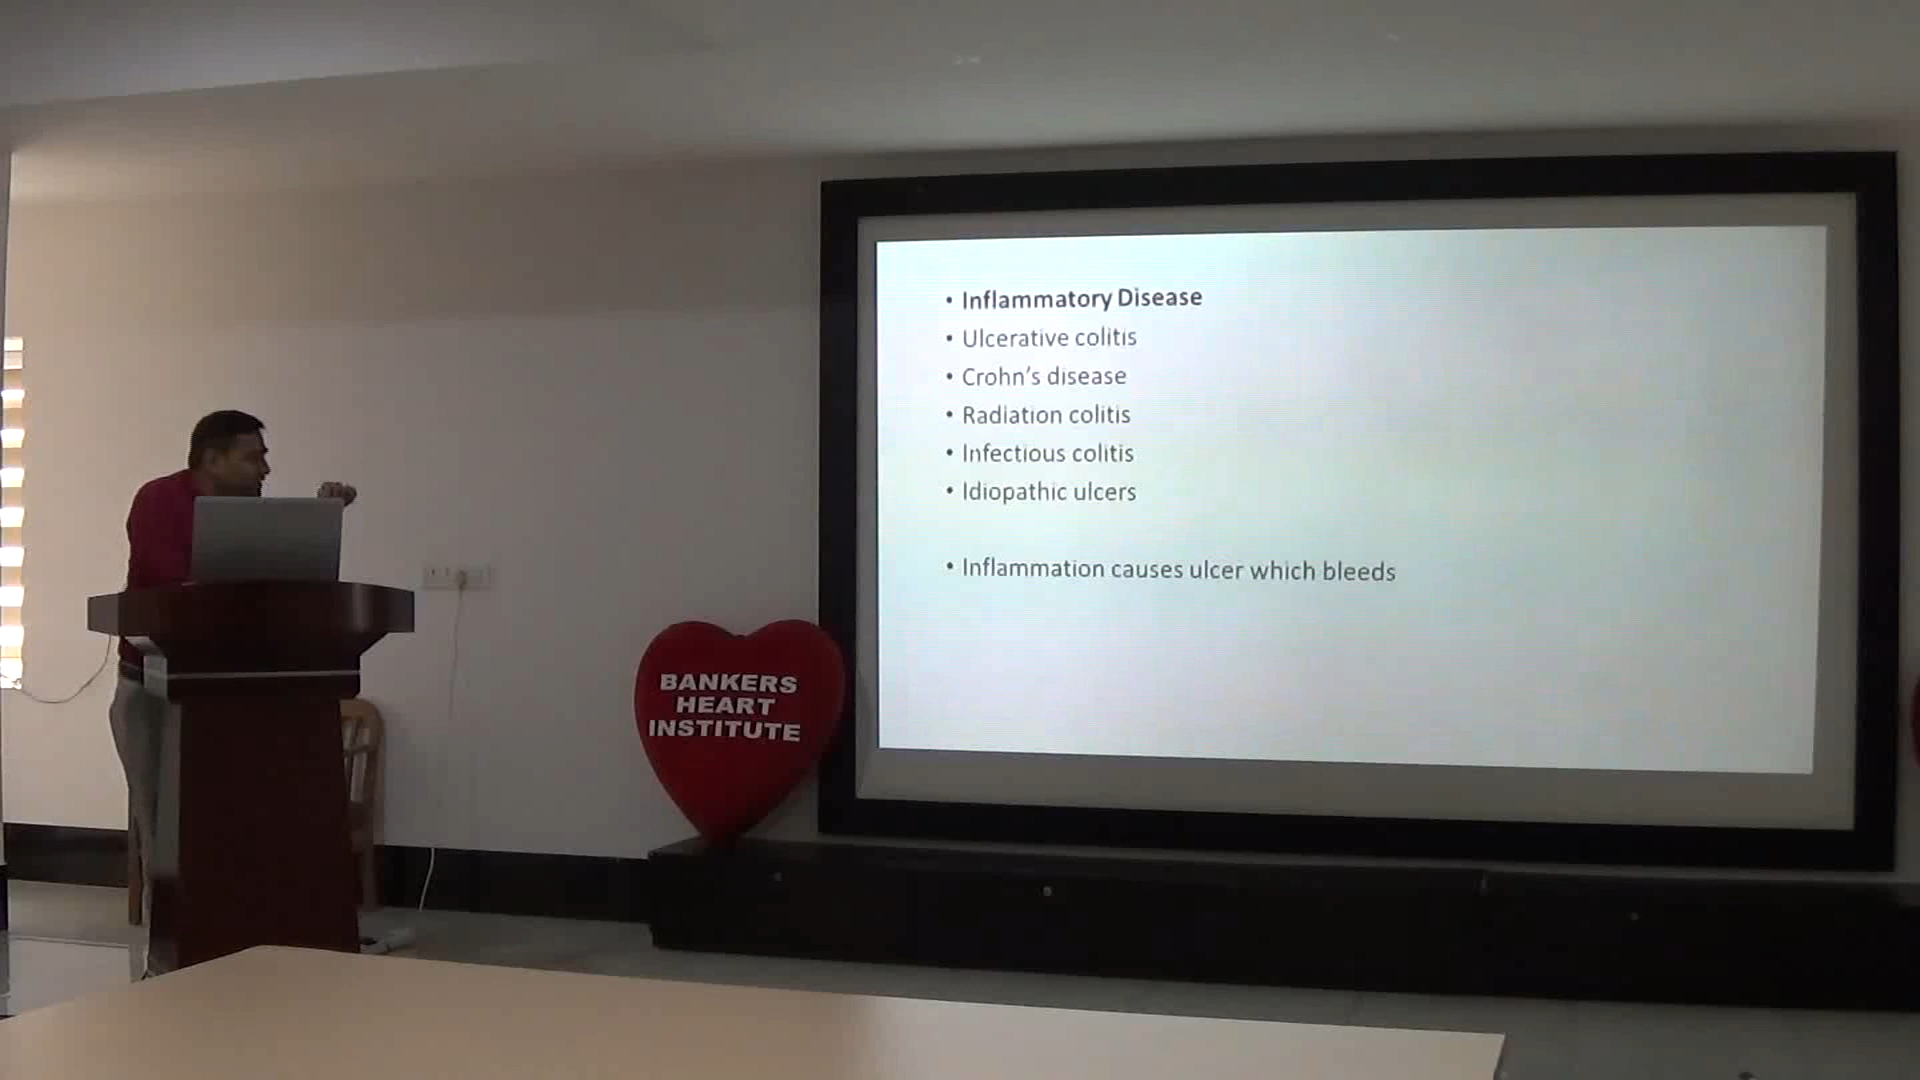 • Inflammatory Disease
• Ulcerative colitis
• Crohn's disease
• Radiation colitis
• Infectious colitis
• Idiopathic ulcers
• Inflammation causes ulcer which bleeds
BANKERS
HEART
INSTITUTE